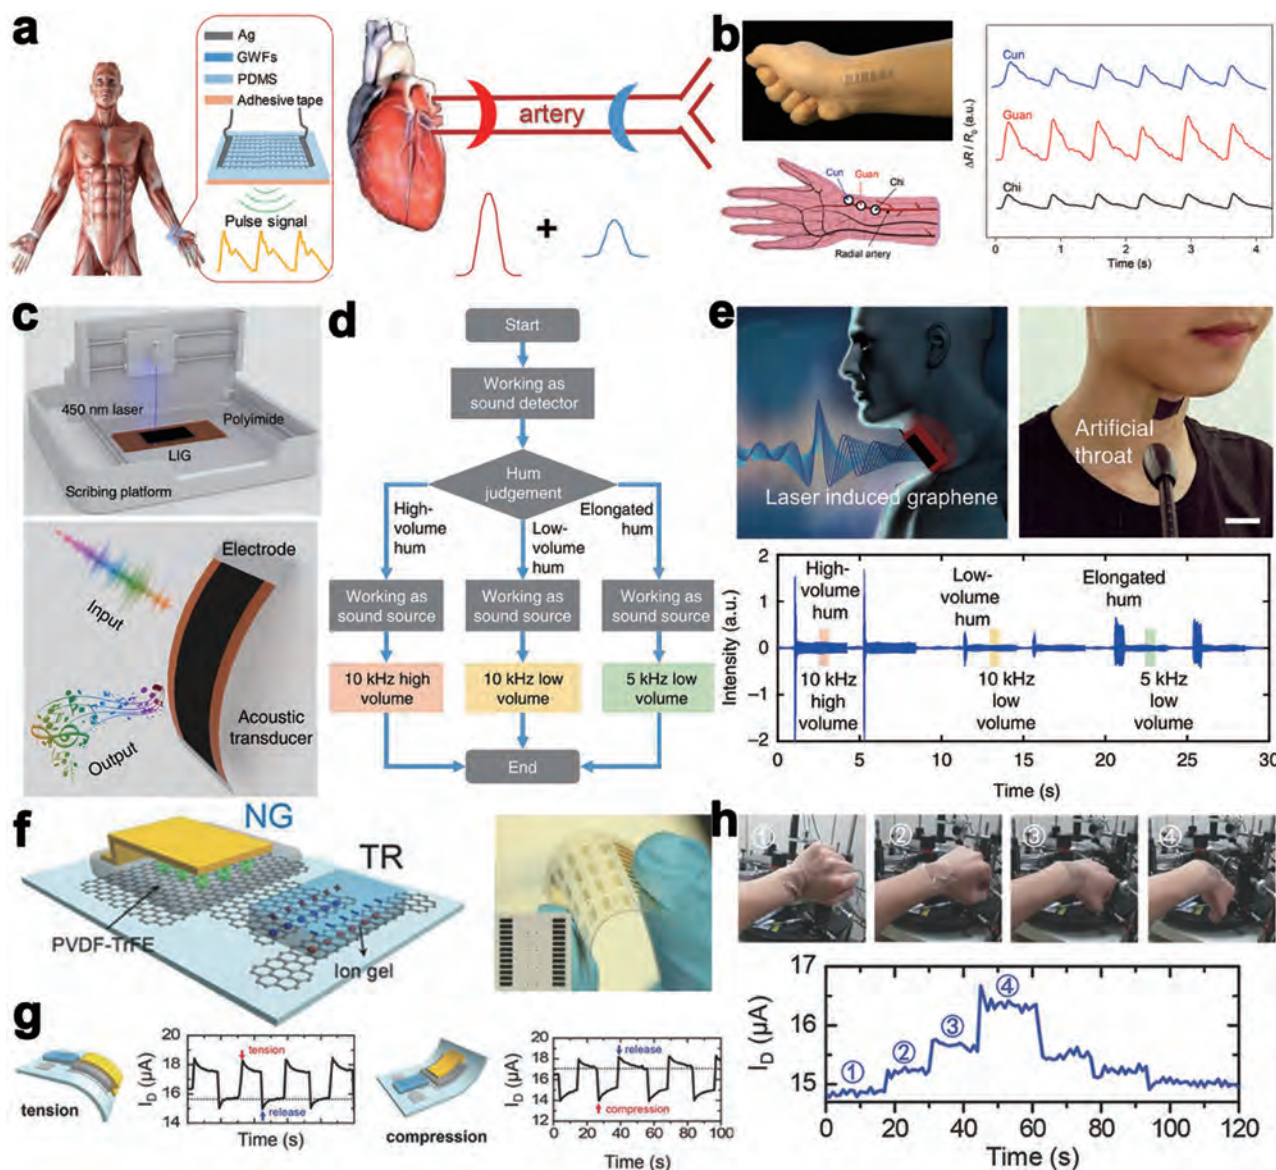 a
Ag
GWFs
PDMS
Adhesive tape
Pulse signal
artery
+
b
Cun
Guan
Chi
Radial artery
Cun
Guan
Chi
ΔR / R₀ (a.u.)
0 1 2 3 4
Time (s)
c
450 nm laser
Polyimide
LIG
Scribing platform
Electrode
Input
Output
Acoustic
transducer
d
Start
Working as
sound detector
Hum
judgement
High-
volume
hum
Low-
volume
hum
Elongated
hum
Working as
sound source
Working as
sound source
Working as
sound source
10 kHz high
volume
10 kHz low
volume
5 kHz low
volume
End
e
Laser induced graphene
Artificial
throat
Intensity (a.u.)
2
1
0
−1
−2
High-
volume
hum
Low-
volume
hum
Elongated
hum
10 kHz
high
volume
10 kHz
low
volume
5 kHz
low
volume
0 5 10 15 20 25 30
Time (s)
f
NG
TR
PVDF-TrFE
Ion gel
g
tension
I_D (μA)
20
18
16
14
tension
release
Time (s)
compression
I_D (μA)
20
18
16
14
12
release
compression
0 20 40 60 80 100
Time (s)
h
① ② ③ ④
I_D (μA)
17
16
15
① ② ③ ④
0 20 40 60 80 100 120
Time (s)